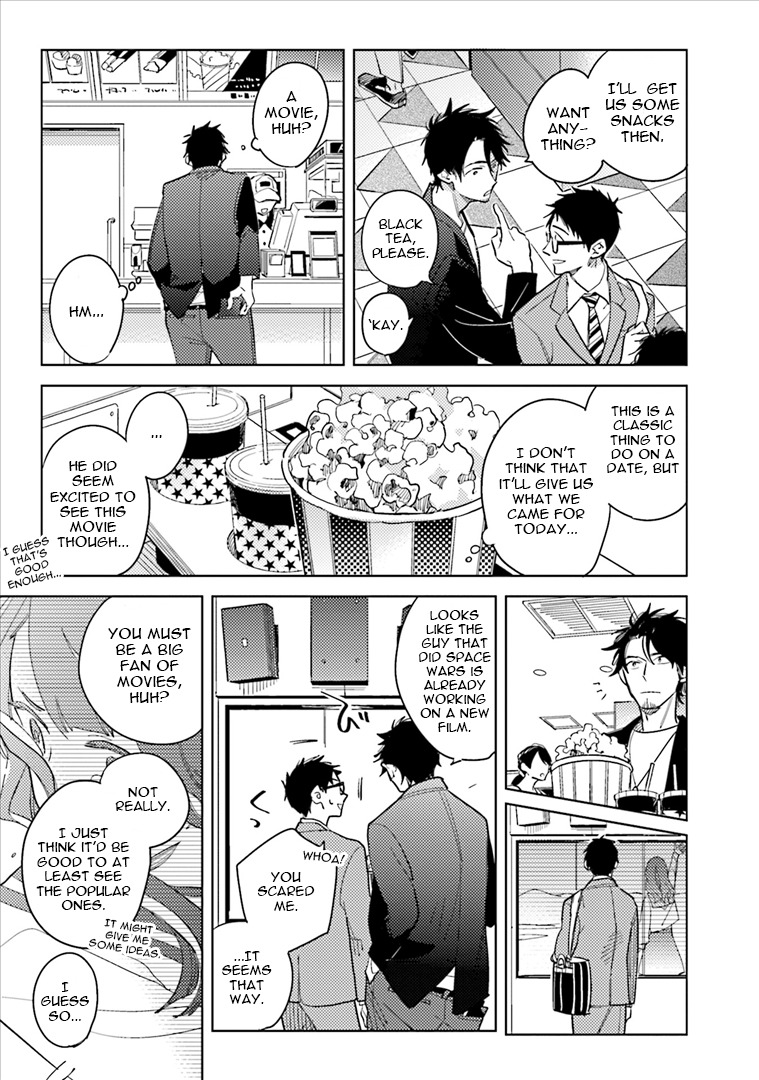 I'LL GET
US SOME
SNACKS
THEN.
WANT
ANY-
THING?
BLACK
TEA,
PLEASE.
'KAY.
A
MOVIE,
HUH?
HM...
THIS IS A
CLASSIC
THING TO
DO ON A
DATE, BUT
I DON'T
THINK THAT
IT'LL GIVE US
WHAT WE
CAME FOR
TODAY...
...
HE DID
SEEM
EXCITED TO
SEE THIS
MOVIE
THOUGH...
I GUESS
THAT'S
GOOD
ENOUGH...
LOOKS
LIKE THE
GUY THAT
DID SPACE
WARS IS
ALREADY
WORKING
ON A NEW
FILM.
WHOA!
YOU
SCARED
ME.
...IT
SEEMS
THAT
WAY.
YOU MUST
BE A BIG
FAN OF
MOVIES,
HUH?
NOT
REALLY.
I JUST
THINK IT'D BE
GOOD TO AT
LEAST SEE
THE POPULAR
ONES.
IT MIGHT
GIVE ME
SOME IDEAS.
I
GUESS
SO...